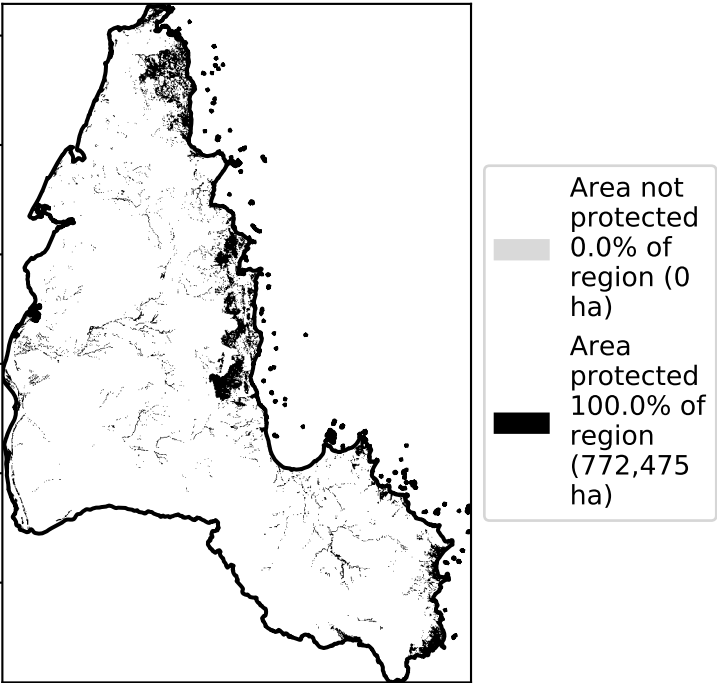 Area not
protected
0.0% of
region (0
ha)
Area
protected
100.0% of
region
(772,475
ha)